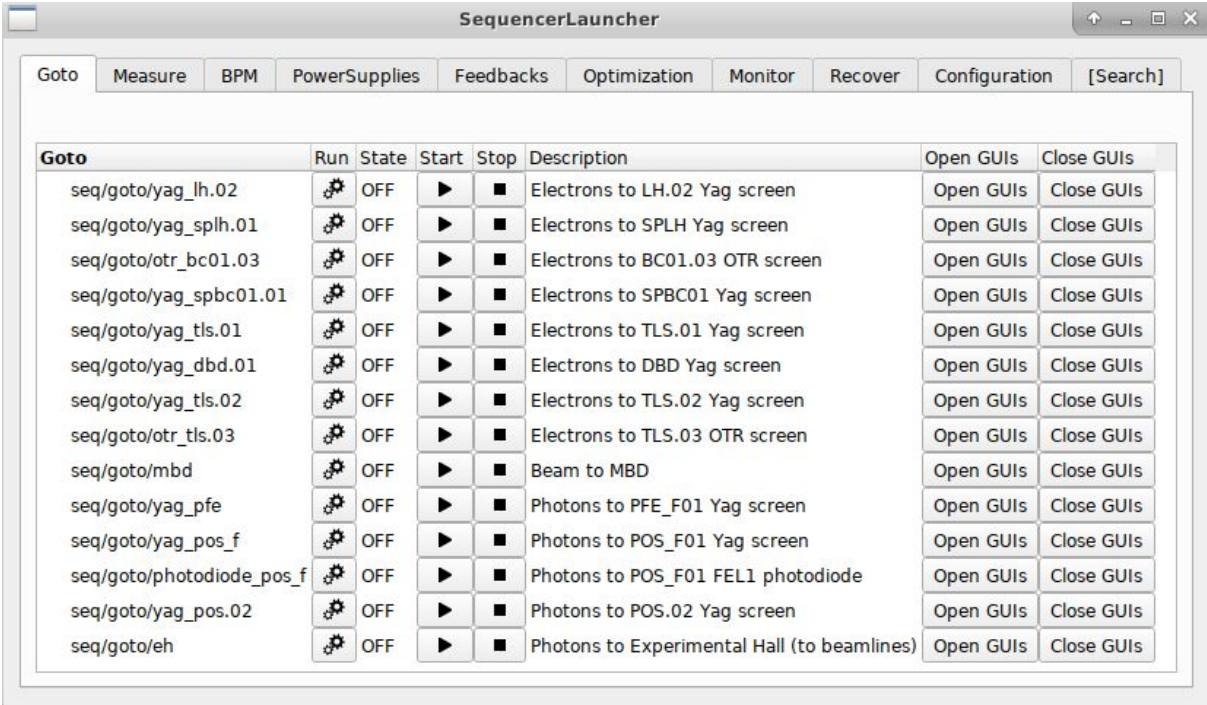 SequencerLauncher
Goto Measure BPM PowerSupplies Feedbacks Optimization Monitor Recover Configuration [Search]
Goto Run State Start Stop Description Open GUIs Close GUIs
seq/goto/yag_lh.02 OFF Electrons to LH.02 Yag screen Open GUIs Close GUIs
seq/goto/yag_splh.01 OFF Electrons to SPLH Yag screen Open GUIs Close GUIs
seq/goto/otr_bc01.03 OFF Electrons to BC01.03 OTR screen Open GUIs Close GUIs
seq/goto/yag_spbc01.01 OFF Electrons to SPBC01 Yag screen Open GUIs Close GUIs
seq/goto/yag_tls.01 OFF Electrons to TLS.01 Yag screen Open GUIs Close GUIs
seq/goto/yag_dbd.01 OFF Electrons to DBD Yag screen Open GUIs Close GUIs
seq/goto/yag_tls.02 OFF Electrons to TLS.02 Yag screen Open GUIs Close GUIs
seq/goto/otr_tls.03 OFF Electrons to TLS.03 OTR screen Open GUIs Close GUIs
seq/goto/mbd OFF Beam to MBD Open GUIs Close GUIs
seq/goto/yag_pfe OFF Photons to PFE_F01 Yag screen Open GUIs Close GUIs
seq/goto/yag_pos_f OFF Photons to POS_F01 Yag screen Open GUIs Close GUIs
seq/goto/photodiode_pos_f OFF Photons to POS_F01 FEL1 photodiode Open GUIs Close GUIs
seq/goto/yag_pos.02 OFF Photons to POS.02 Yag screen Open GUIs Close GUIs
seq/goto/eh OFF Photons to Experimental Hall (to beamlines) Open GUIs Close GUIs